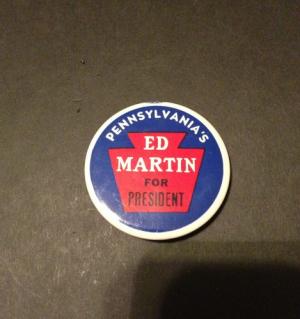 PENNSYLVANIA'S
ED
MARTIN
FOR
PRESIDENT